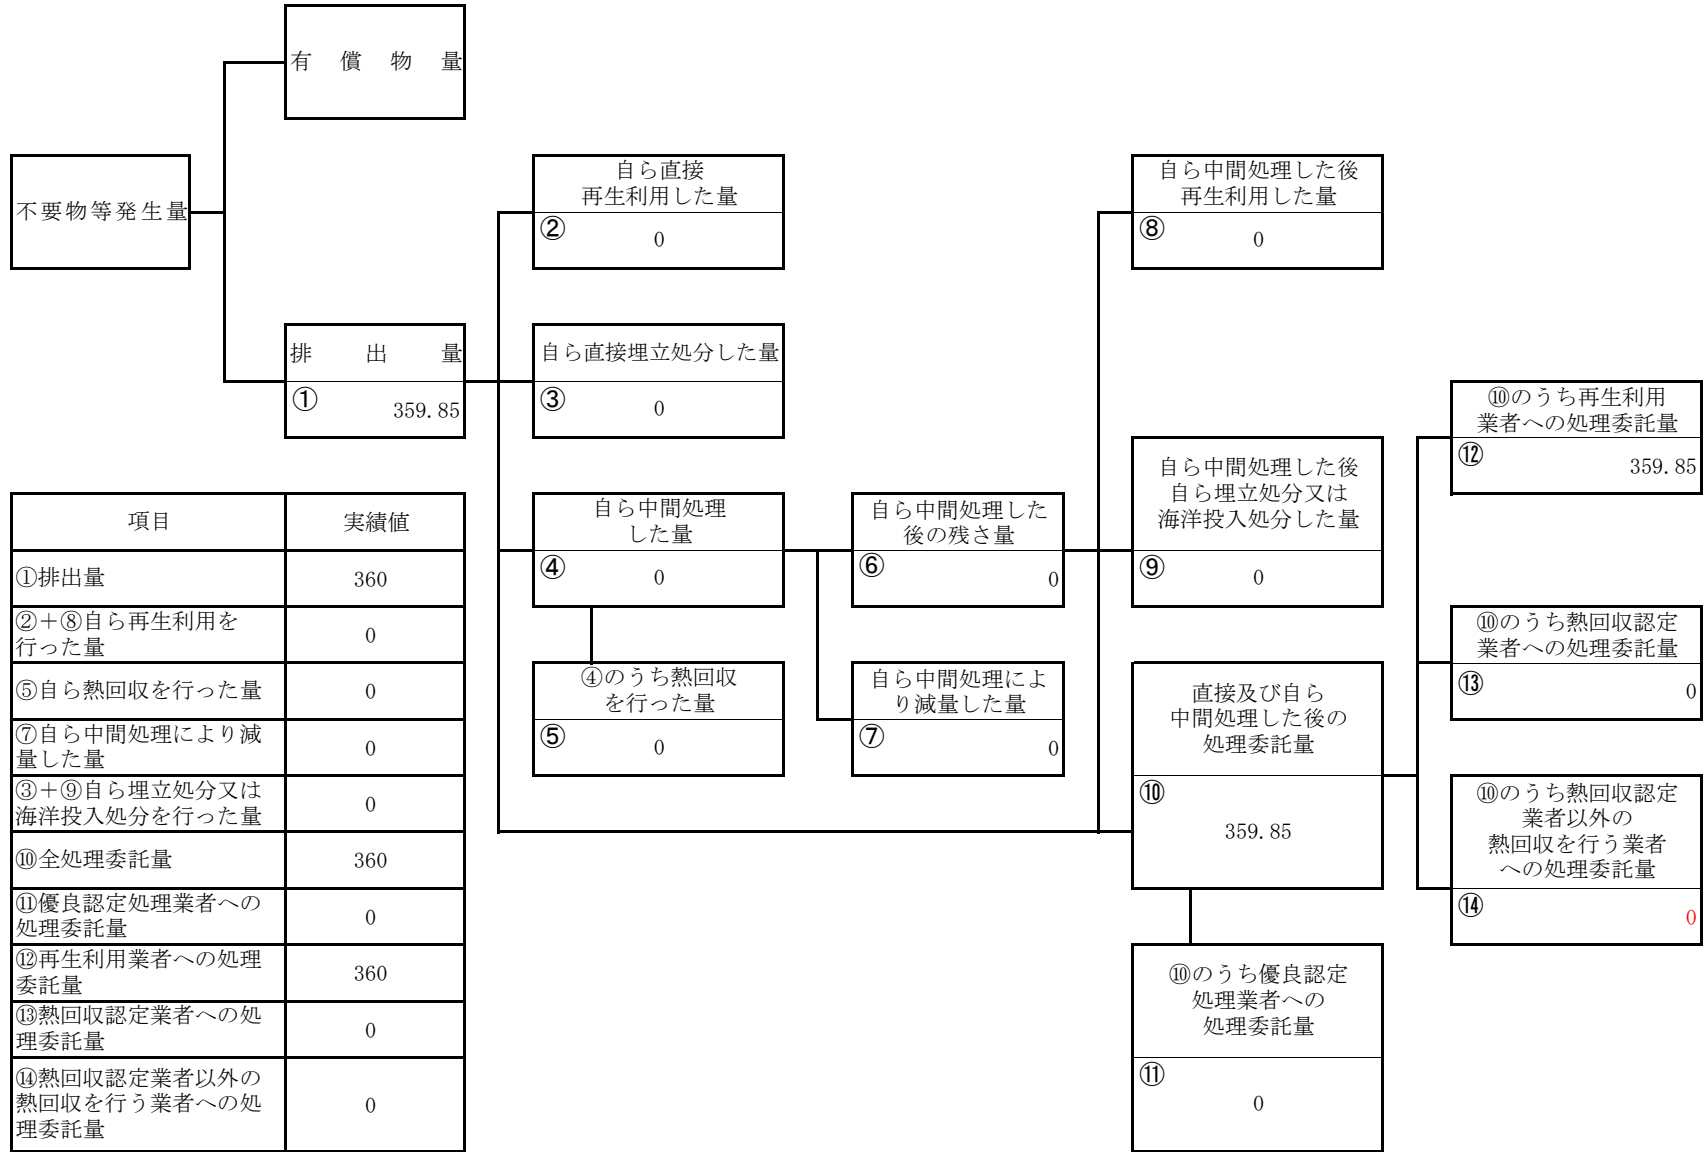 有償物量
不要物等発生量
排出量
① 359.85
自ら直接
再生利用した量
② 0
自ら直接埋立処分した量
③ 0
自ら中間処理
した量
④ 0
④のうち熱回収
を行った量
⑤ 0
自ら中間処理した
後の残さ量
⑥ 0
自ら中間処理によ
り減量した量
⑦ 0
自ら中間処理した後
再生利用した量
⑧ 0
自ら中間処理した後
自ら埋立処分又は
海洋投入処分した量
⑨ 0
直接及び自ら
中間処理した後の
処理委託量
⑩
359.85
⑩のうち優良認定
処理業者への
処理委託量
⑪
0
⑩のうち再生利用
業者への処理委託量
⑫ 359.85
⑩のうち熱回収認定
業者への処理委託量
⑬ 0
⑩のうち熱回収認定
業者以外の
熱回収を行う業者
への処理委託量
⑭ 0
項目 実績値
①排出量 360
②＋⑧自ら再生利用を
行った量 0
⑤自ら熱回収を行った量 0
⑦自ら中間処理により減
量した量 0
③＋⑨自ら埋立処分又は
海洋投入処分を行った量 0
⑩全処理委託量 360
⑪優良認定処理業者への
処理委託量 0
⑫再生利用業者への処理
委託量 360
⑬熱回収認定業者への処
理委託量 0
⑭熱回収認定業者以外の
熱回収を行う業者への処 0
理委託量